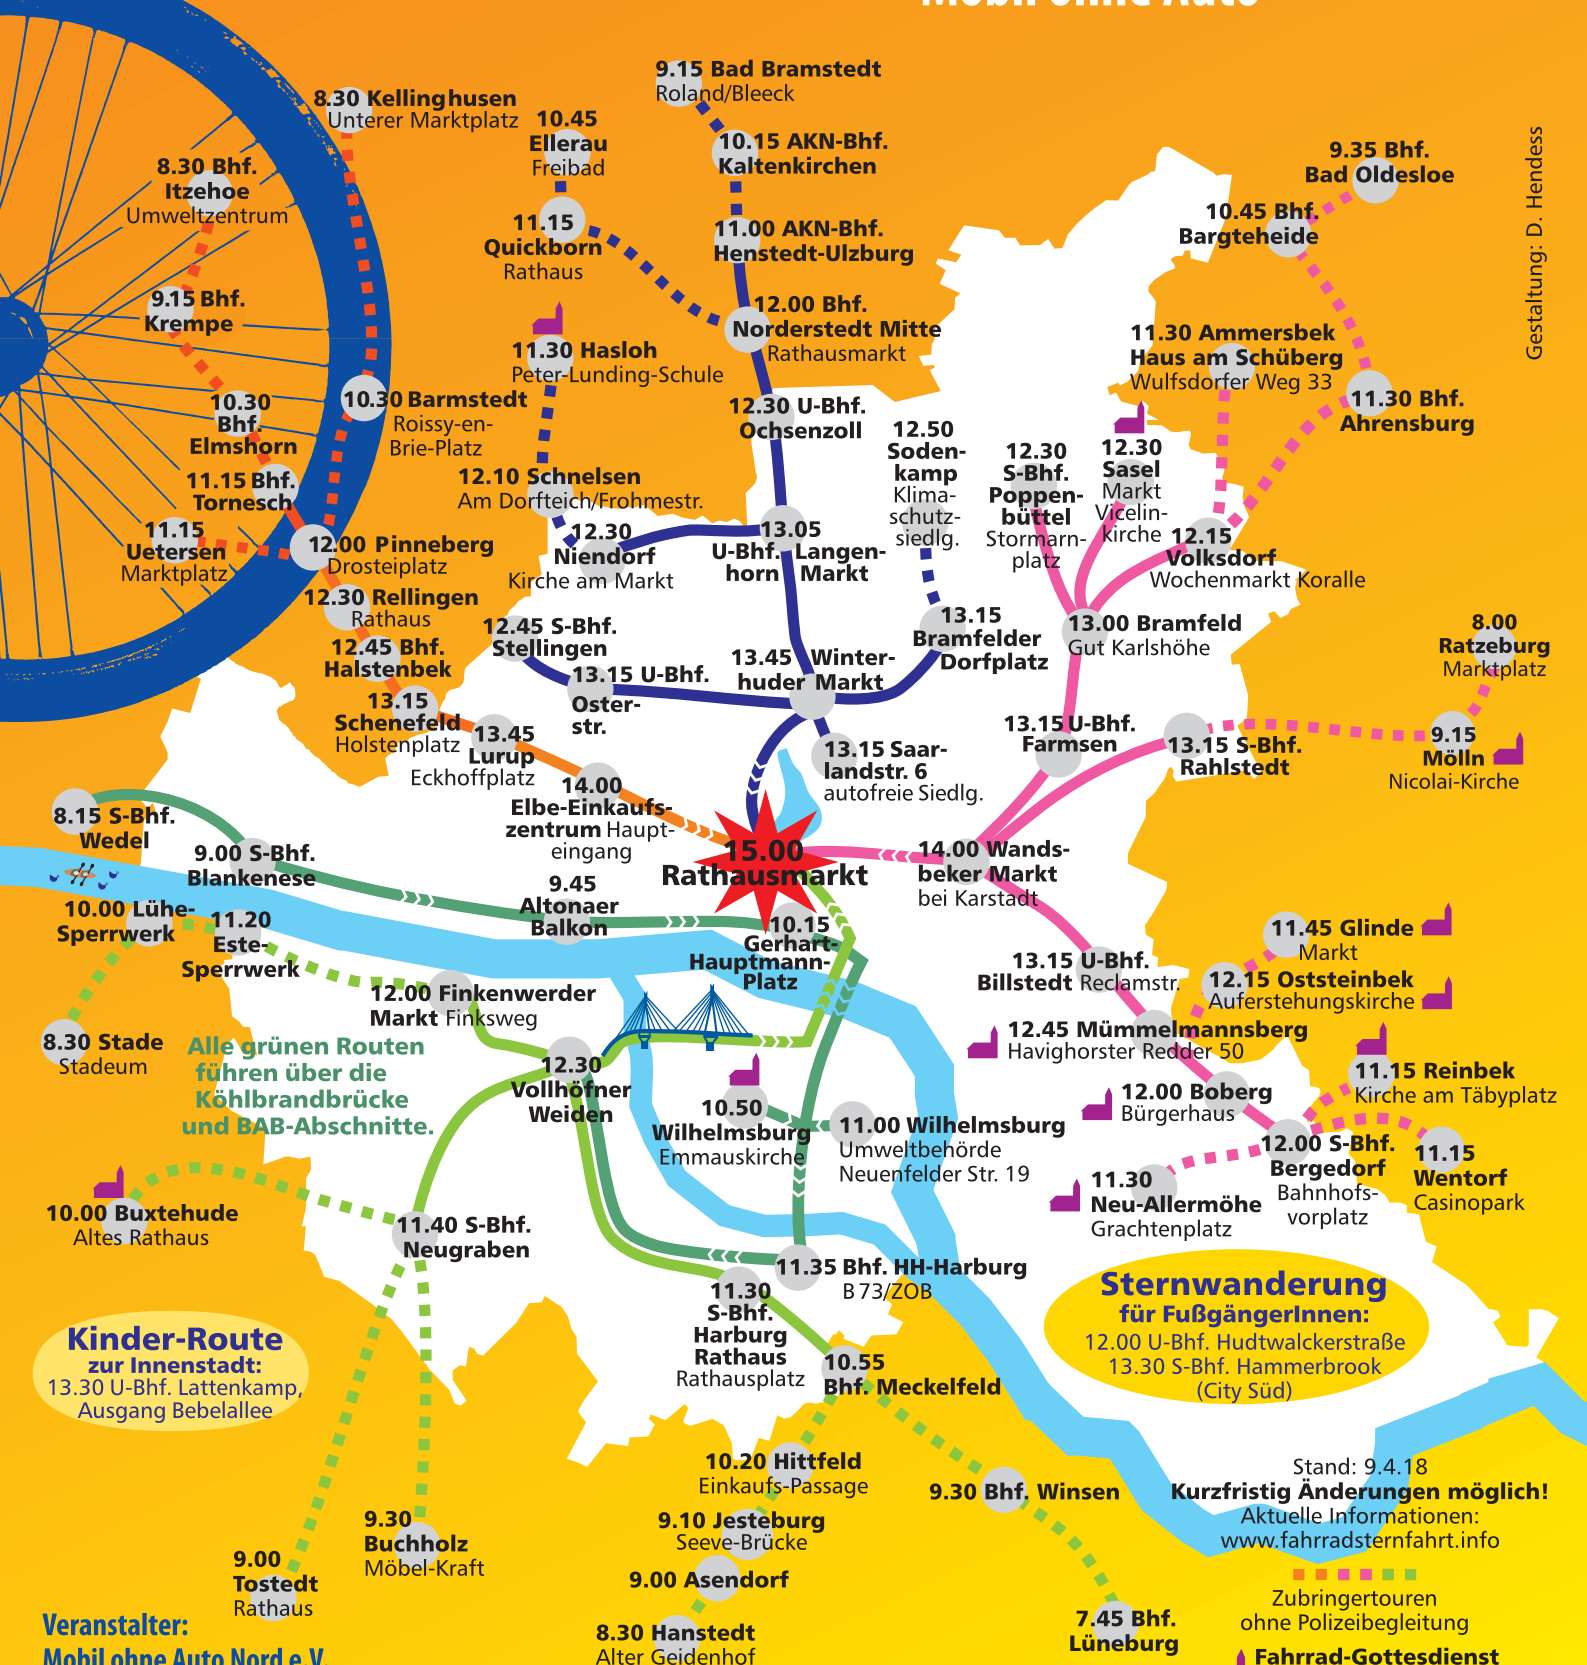 Mobil ohne Auto
9.15 Bad Bramstedt
Roland/Bleeck
8.30 Kellinghusen
Unterer Marktplatz
10.45
Ellerau
Freibad
10.15 AKN-Bhf.
Kaltenkirchen
9.35 Bhf.
Bad Oldesloe
Gestaltung: D. Hendess
8.30 Bhf.
Itzehoe
Umweltzentrum
11.15
Quickborn
Rathaus
11.00 AKN-Bhf.
Henstedt-Ulzburg
10.45 Bhf.
Bargteheide
9.15 Bhf.
Krempe
12.00 Bhf.
Norderstedt Mitte
Rathausmarkt
11.30 Hasloh
Peter-Lunding-Schule
11.30 Ammersbek
Haus am Schüberg
Wulfsdorfer Weg 33
11.30 Bhf.
Ahrensburg
10.30
Bhf.
Elmshorn
10.30 Barmstedt
Roissy-en-
Brie-Platz
12.30 U-Bhf.
Ochsenzoll
12.50
Soden-
kamp
Klima-
schutz-
siedlg.
12.30
S-Bhf.
Poppen-
büttel
Stormarn-
platz
12.30
Sasel
Markt
Vicelin-
kirche
11.15 Bhf.
Tornesch
12.10 Schnelsen
Am Dorfteich/Frohmestr.
11.15
Uetersen
Marktplatz
12.00 Pinneberg
Drosteiplatz
12.30
Niendorf
Kirche am Markt
13.05
U-Bhf. Langen-
horn Markt
12.15
Volksdorf
Wochenmarkt Koralle
12.30 Rellingen
Rathaus
12.45 S-Bhf.
Stellingen
13.15
Bramfelder
Dorfplatz
13.00 Bramfeld
Gut Karlshöhe
8.00
Ratzeburg
Marktplatz
12.45 Bhf.
Halstenbek
13.15 U-Bhf.
Oster-
str.
13.45 Winter-
huder Markt
13.15
Schenefeld
Holstenplatz
13.45
Lurup
Eckhoffplatz
13.15 Saar-
landstr. 6
autofreie Siedlg.
13.15 U-Bhf.
Farmsen
13.15 S-Bhf.
Rahlstedt
9.15
Mölln
Nicolai-Kirche
14.00
Elbe-Einkaufs-
zentrum Haupt-
eingang
8.15 S-Bhf.
Wedel
9.00 S-Bhf.
Blankenese
15.00
Rathausmarkt
14.00 Wands-
beker Markt
bei Karstadt
9.45
Altonaer
Balkon
10.15
Gerhart-
Hauptmann-
Platz
10.00 Lühe-
Sperrwerk
11.20
Este-
Sperrwerk
11.45 Glinde
Markt
13.15 U-Bhf.
Billstedt Reclamstr.
12.15 Oststeinbek
Auferstehungskirche
12.00 Finkenwerder
Markt Finksweg
8.30 Stade
Stadeum
Alle grünen Routen
führen über die
Köhlbrandbrücke
und BAB-Abschnitte.
12.45 Mümmelmannsberg
Havighorster Redder 50
12.30
Vollhöfner
Weiden
12.00 Boberg
Bürgerhaus
11.15 Reinbek
Kirche am Täbyplatz
10.50
Wilhelmsburg
Emmauskirche
11.00 Wilhelmsburg
Umweltbehörde
Neuenfelder Str. 19
12.00 S-Bhf.
Bergedorf
Bahnhofs-
vorplatz
11.15
Wentorf
Casinopark
11.30
Neu-Allermöhe
Grachtenplatz
10.00 Buxtehude
Altes Rathaus
11.40 S-Bhf.
Neugraben
11.35 Bhf. HH-Harburg
B 73/ZOB
11.30
S-Bhf.
Harburg
Rathaus
Rathausplatz
Sternwanderung
für FußgängerInnen:
12.00 U-Bhf. Hudtwalckerstraße
13.30 S-Bhf. Hammerbrook
(City Süd)
Kinder-Route
zur Innenstadt:
13.30 U-Bhf. Lattenkamp,
Ausgang Bebelallee
10.55
Bhf. Meckelfeld
10.20 Hittfeld
Einkaufs-Passage
9.30 Bhf. Winsen
Stand: 9.4.18
Kurzfristig Änderungen möglich!
Aktuelle Informationen:
www.fahrradsternfahrt.info
9.30
Buchholz
Möbel-Kraft
9.10 Jesteburg
Seeve-Brücke
9.00
Tostedt
Rathaus
9.00 Asendorf
Zubringertouren
ohne Polizeibegleitung
8.30 Hanstedt
Alter Geidenhof
7.45 Bhf.
Lüneburg
Fahrrad-Gottesdienst
Veranstalter:
Mobil ohne Auto Nord e.V.